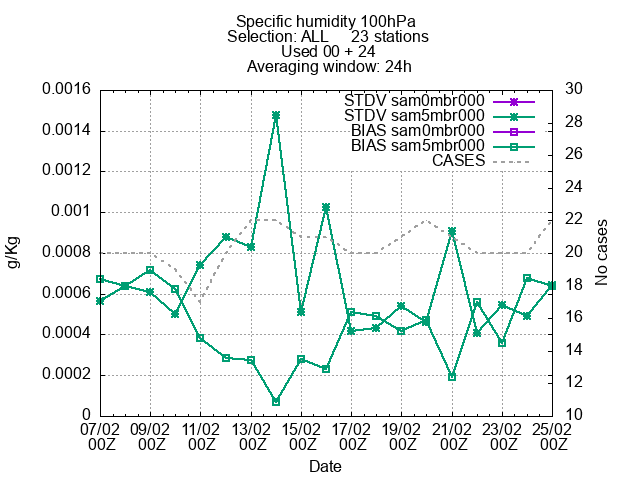 Specific humidity 100hPa
Selection: ALL 23 stations
Used 00 + 24
Averaging window: 24h
STDV sam0mbr000
STDV sam5mbr000
BIAS sam0mbr000
BIAS sam5mbr000
CASES
0.0016
0.0014
0.0012
0.001
0.0008
0.0006
0.0004
0.0002
0
g/Kg
30
28
26
24
22
20
18
16
14
12
10
No cases
07/02 09/02 11/02 13/02 15/02 17/02 19/02 21/02 23/02 25/02
00Z 00Z 00Z 00Z 00Z 00Z 00Z 00Z 00Z 00Z
Date